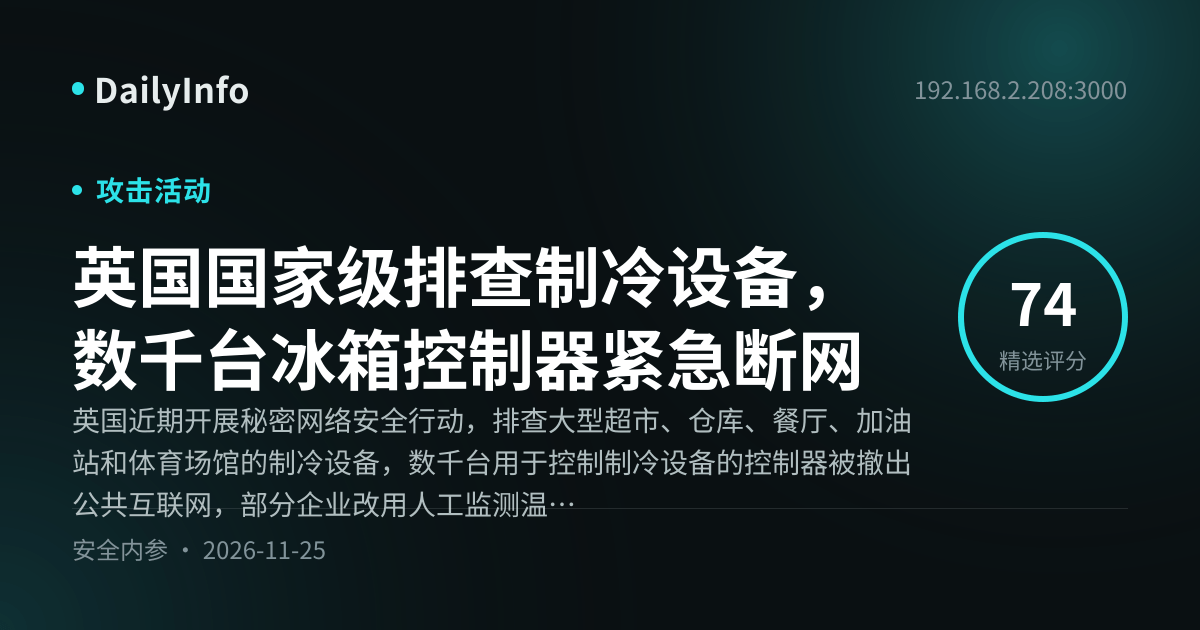 DailyInfo
192.168.2.208:3000
攻击活动
英国国家级排查制冷设备，
数千台冰箱控制器紧急断网
74
精选评分
英国近期开展秘密网络安全行动，排查大型超市、仓库、餐厅、加油
站和体育场馆的制冷设备，数千台用于控制制冷设备的控制器被撤出
公共互联网，部分企业改用人工监测温…
安全内参 · 2026-11-25